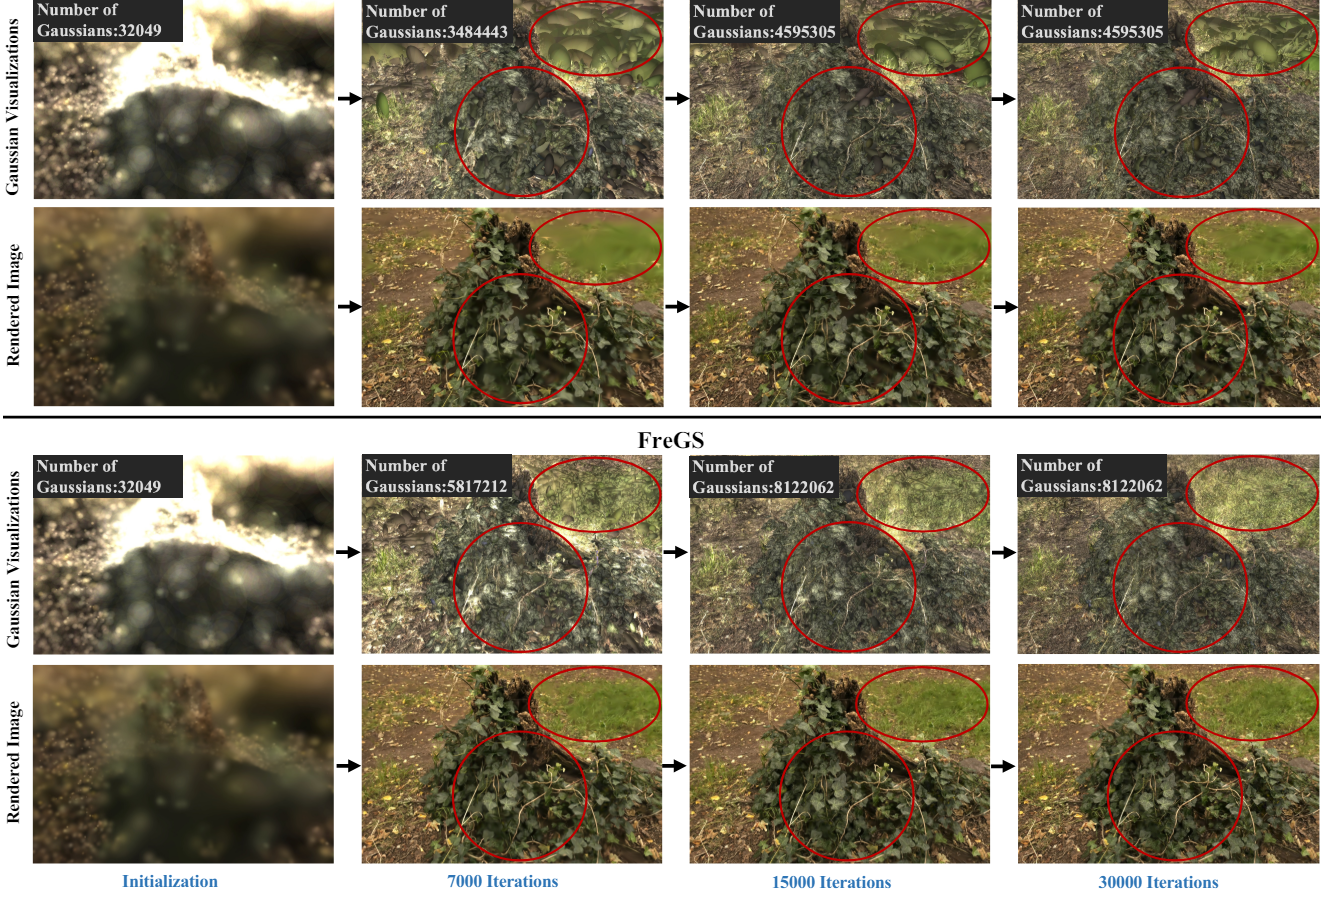 Gaussian Visualizations
Number of
Gaussians:32049
Number of
Gaussians:3484443
Number of
Gaussians:4595305
Number of
Gaussians:4595305
Rendered Image
FreGS
Gaussian Visualizations
Number of
Gaussians:32049
Number of
Gaussians:5817212
Number of
Gaussians:8122062
Number of
Gaussians:8122062
Rendered Image
Initialization
7000 Iterations
15000 Iterations
30000 Iterations